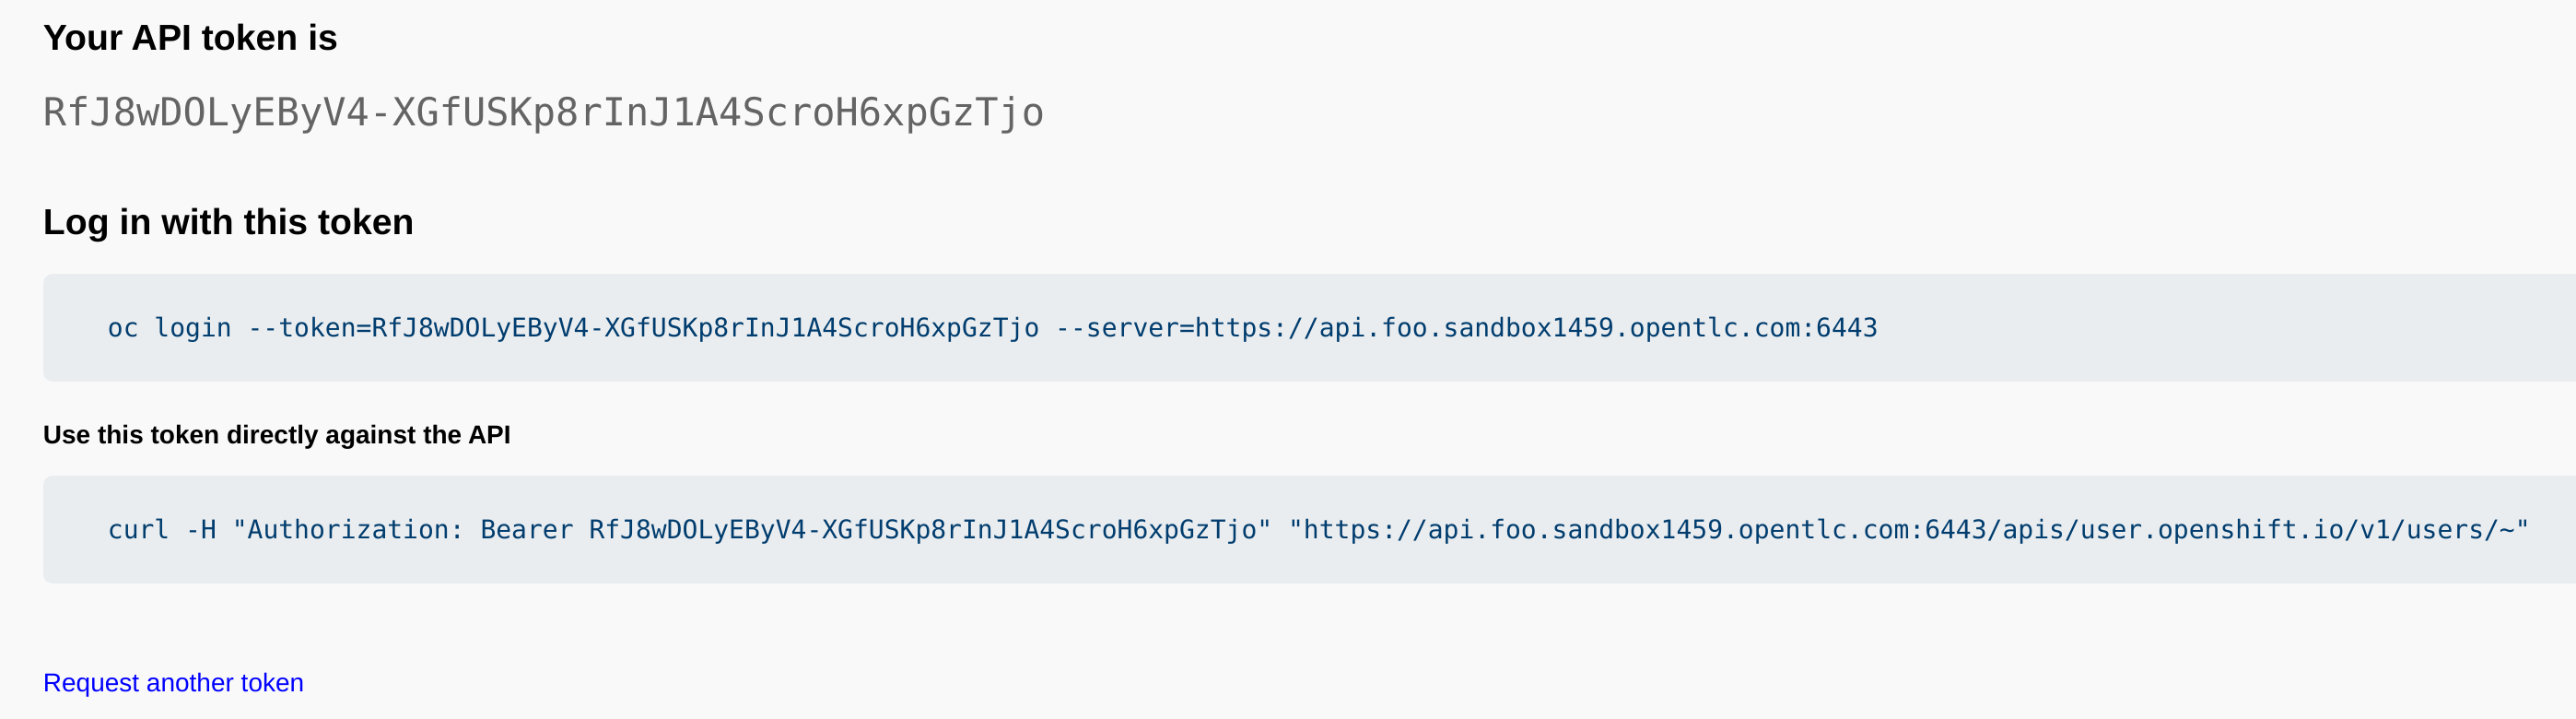 Your API token is
RfJ8wDOLyEByV4-XGfUSKp8rInJ1A4ScroH6xpGzTjo
Log in with this token
oc login --token=RfJ8wDOLyEByV4-XGfUSKp8rInJ1A4ScroH6xpGzTjo --server=https://api.foo.sandbox1459.opentlc.com:6443
Use this token directly against the API
curl -H "Authorization: Bearer RfJ8wDOLyEByV4-XGfUSKp8rInJ1A4ScroH6xpGzTjo" "https://api.foo.sandbox1459.opentlc.com:6443/apis/user.openshift.io/v1/users/~"
Request another token